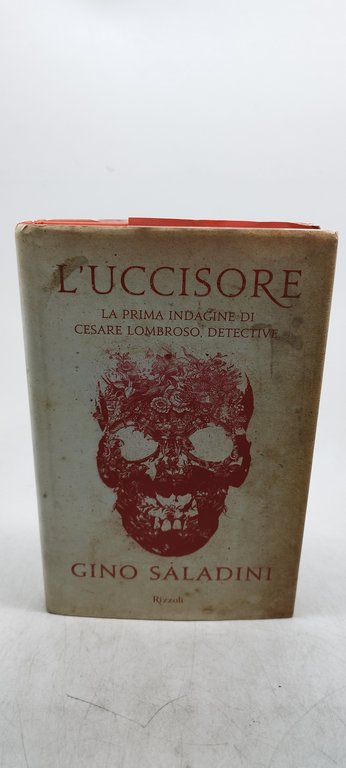 L'UCCISORE
LA PRIMA INDAGINE DI
CESARE LOMBROSO, DETECTIVE
GINO SALADINI
Rizzoli